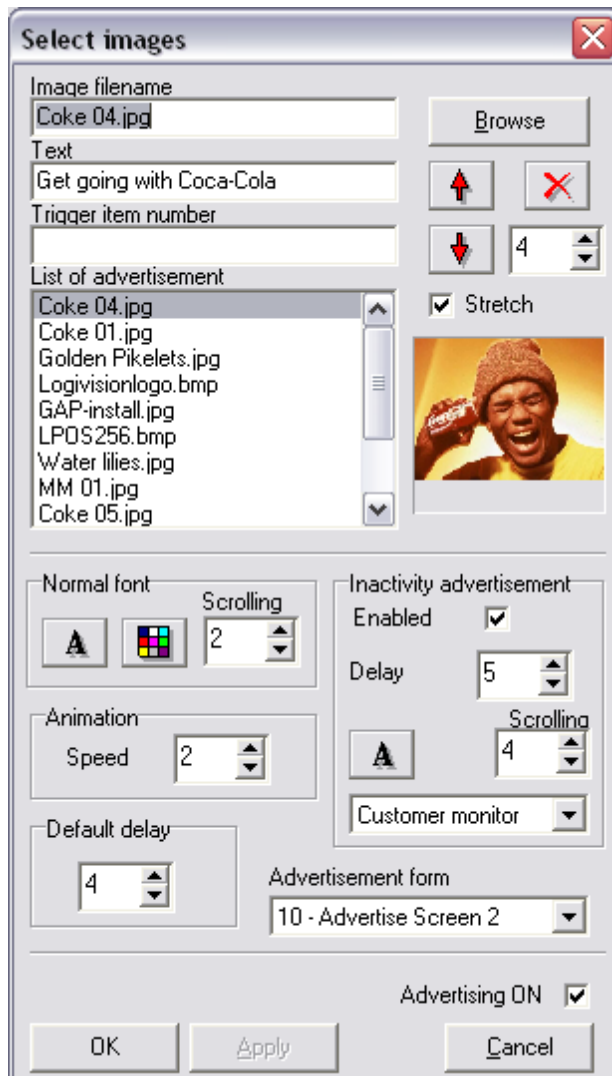 Select images
Image filename
Coke 04.jpg
Browse
Text
Get going with Coca-Cola
Trigger item number
4
List of advertisement
Stretch
Coke 04.jpg
Coke 01.jpg
Golden Pikelets.jpg
Logivisionlogo.bmp
GAP-install.jpg
LPOS256.bmp
Water lilies.jpg
MM 01.jpg
Coke 05.jpg
Normal font
Scrolling
A
2
Inactivity advertisement
Enabled
Delay 5
Scrolling
A
4
Customer monitor
Animation
Speed 2
Default delay
4
Advertisement form
10 - Advertise Screen 2
Advertising ON
OK Apply Cancel